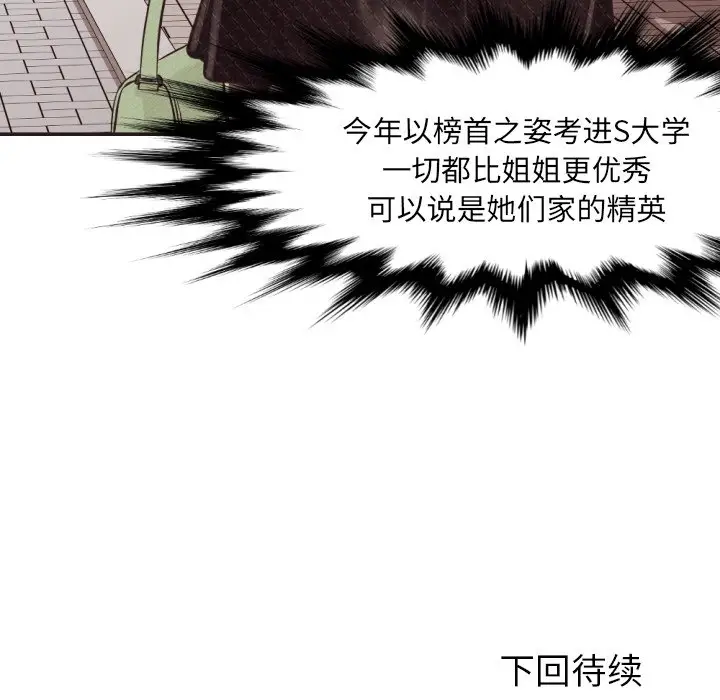 今年以榜首之姿考进S大学
一切都比姐姐更优秀
可以说是她们家的精英
下回待续